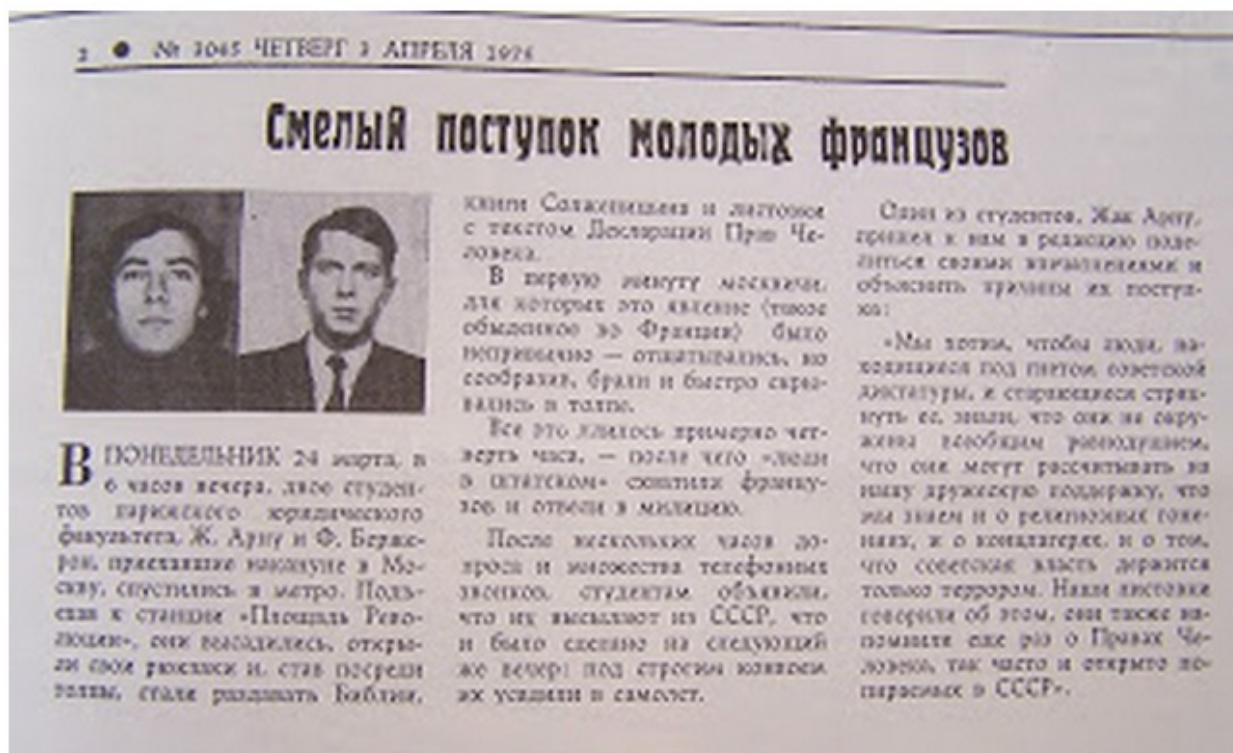 2 ● № 3045 ЧЕТВЕРГ 3 АПРЕЛЯ 1975
Смелый поступок молодых французов
В ПОНЕДЕЛЬНИК 24 марта, в
6 часов вечера, двое студен-
тов парижского юридического
факультета, Ж. Арну и Ф. Бержe-
рон, приехавшие накануне в Мо-
скву, спустились в метро. Подъ-
ехав к станции «Площадь Рево-
люции», они высадились, откры-
ли свои рюкзаки и, став посреди
толпы, стали раздавать Библии,
книги Солженицына и листовки
с текстом Декларации Прав Че-
ловека.
В первую минуту москвичи,
для которых это явление (такое
обыденное во Франции) было
непривычно — отшатывались, но
сообразив, брали и быстро скры-
вались в толпе.
Все это длилось примерно чет-
верть часа, — после чего «люди
в штатском» схватили францу-
зов и отвели в милицию.
После нескольких часов до-
проса и множества телефонных
звонков, студентам объявили,
что их высылают из СССР, что
и было сделано на следующий
же вечер: под строгим конвоем
их усадили в самолет.
Один из студентов, Жак Арну,
пришел к нам в редакцию поде-
литься своими впечатлениями и
объяснить причины их поступ-
ка:
«Мы хотим, чтобы люди, на-
ходящиеся под гнетом советской
диктатуры, и старающиеся стрях-
нуть ее, знали, что они не окру-
жены всеобщим равнодушием,
что они могут рассчитывать на
нашу дружескую поддержку, что
мы знаем и о религиозных гоне-
ниях, и о концлагерях, и о том,
что советская власть держится
только террором. Наши листовки
говорили об этом, они также на-
помнили еще раз о Правах Че-
ловека, так часто и открыто по-
пираемых в СССР».